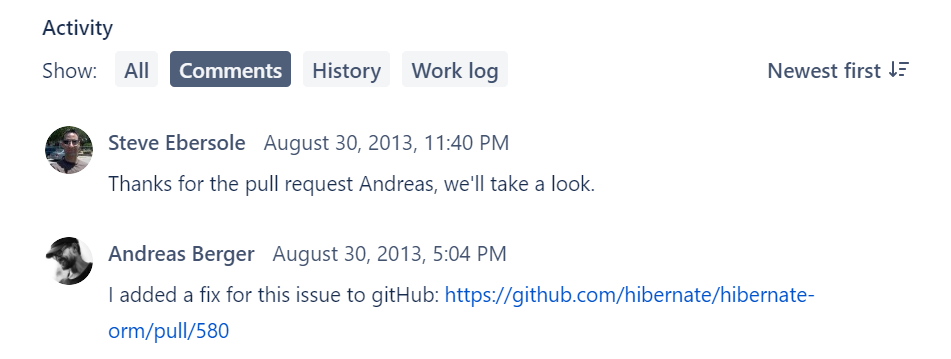 Activity
Show: All Comments History Work log Newest first
Steve Ebersole August 30, 2013, 11:40 PM
Thanks for the pull request Andreas, we'll take a look.
Andreas Berger August 30, 2013, 5:04 PM
I added a fix for this issue to gitHub: https://github.com/hibernate/hibernate-
orm/pull/580